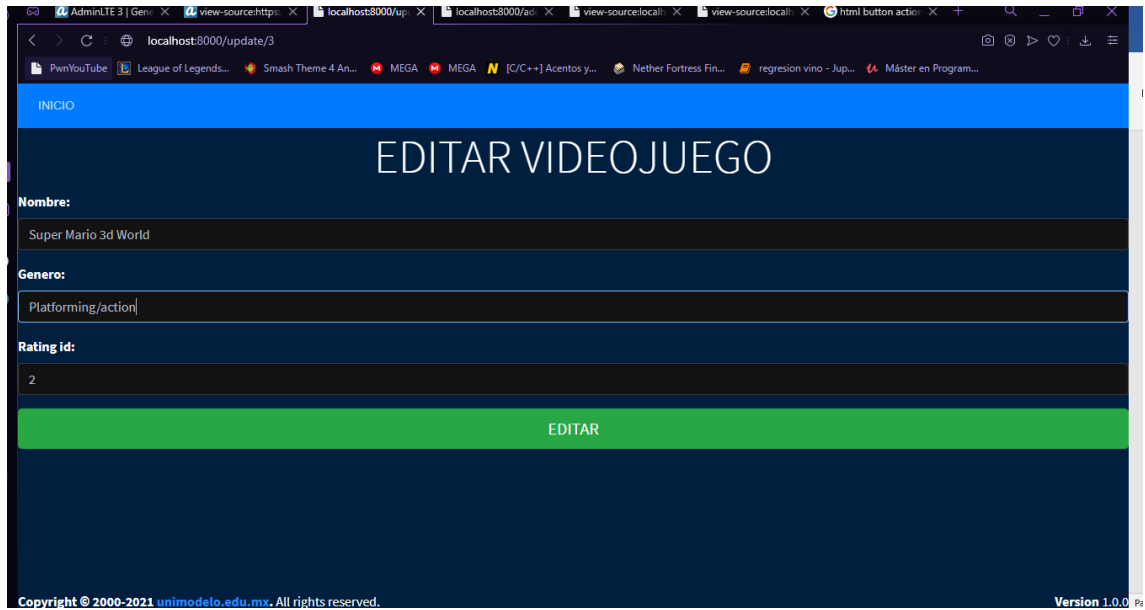 AdminLTE 3 | Gene
view-source:https:
localhost:8000/up
localhost:8000/ad
view-source:localh
view-source:localh
html button action
localhost:8000/update/3
PwnYouTube
League of Legends...
Smash Theme 4 An...
MEGA
MEGA
[C/C++] Acentos y...
Nether Fortress Fin...
regresion vino - Jup...
Máster en Program...
INICIO
EDITAR VIDEOJUEGO
Nombre:
Super Mario 3d World
Genero:
Platforming/action
Rating id:
2
EDITAR
Copyright © 2000-2021 unimodelo.edu.mx. All rights reserved.
Version 1.0.0